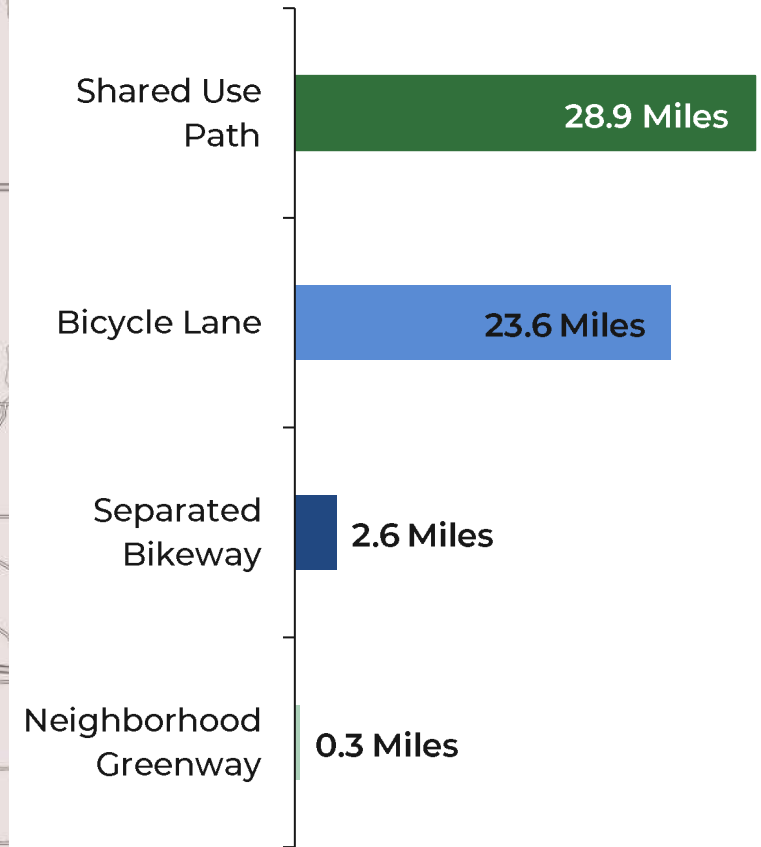 Shared Use
Path
28.9 Miles
Bicycle Lane
23.6 Miles
Separated
Bikeway
2.6 Miles
Neighborhood
Greenway
0.3 Miles